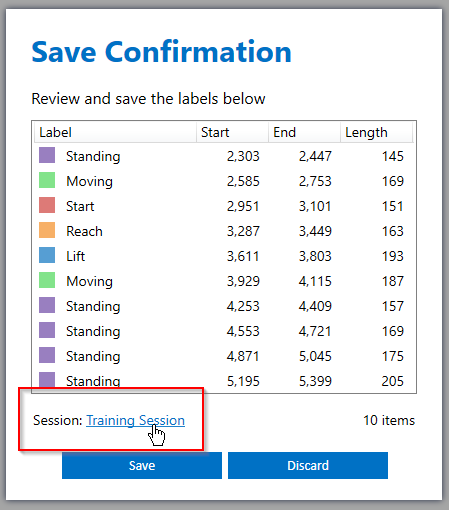 Save Confirmation
Review and save the labels below
Label Start End Length
Standing 2,303 2,447 145
Moving 2,585 2,753 169
Start 2,951 3,101 151
Reach 3,287 3,449 163
Lift 3,611 3,803 193
Moving 3,929 4,115 187
Standing 4,253 4,409 157
Standing 4,553 4,721 169
Standing 4,871 5,045 175
Standing 5,195 5,399 205
Session: Training Session 10 items
Save Discard